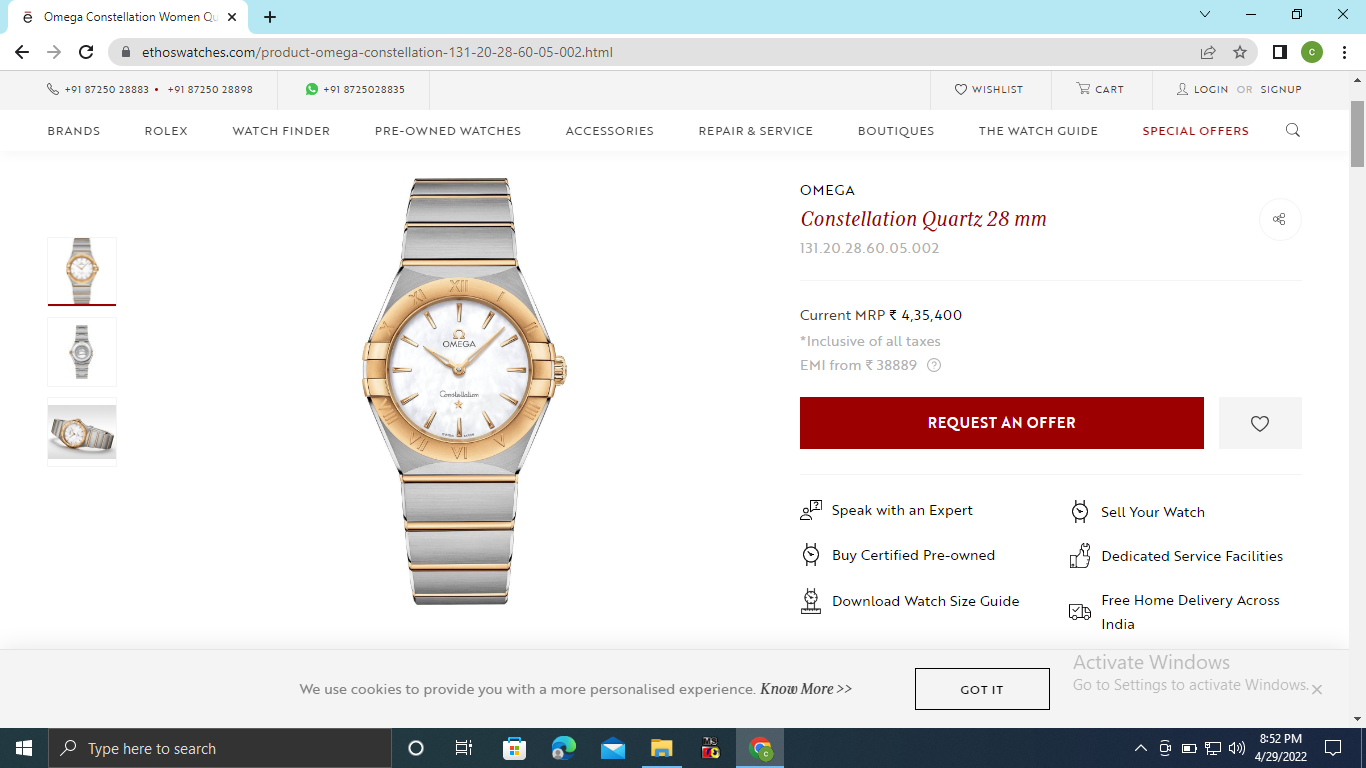 Omega Constellation Women Qu
ethoswatches.com/product-omega-constellation-131-20-28-60-05-002.html
+91 87250 28883 • +91 87250 28898
+91 8725028835
WISHLIST
CART
LOGIN OR SIGNUP
BRANDS
ROLEX
WATCH FINDER
PRE-OWNED WATCHES
ACCESSORIES
REPAIR & SERVICE
BOUTIQUES
THE WATCH GUIDE
SPECIAL OFFERS
OMEGA
Constellation
OMEGA
Constellation Quartz 28 mm
131.20.28.60.05.002
Current MRP ₹ 4,35,400
*Inclusive of all taxes
EMI from ₹ 38889 ?
REQUEST AN OFFER
Speak with an Expert
Sell Your Watch
Buy Certified Pre-owned
Dedicated Service Facilities
Download Watch Size Guide
Free Home Delivery Across
India
We use cookies to provide you with a more personalised experience. Know More >>
GOT IT
Activate Windows
Go to Settings to activate Windows.
Type here to search
8:52 PM
4/29/2022